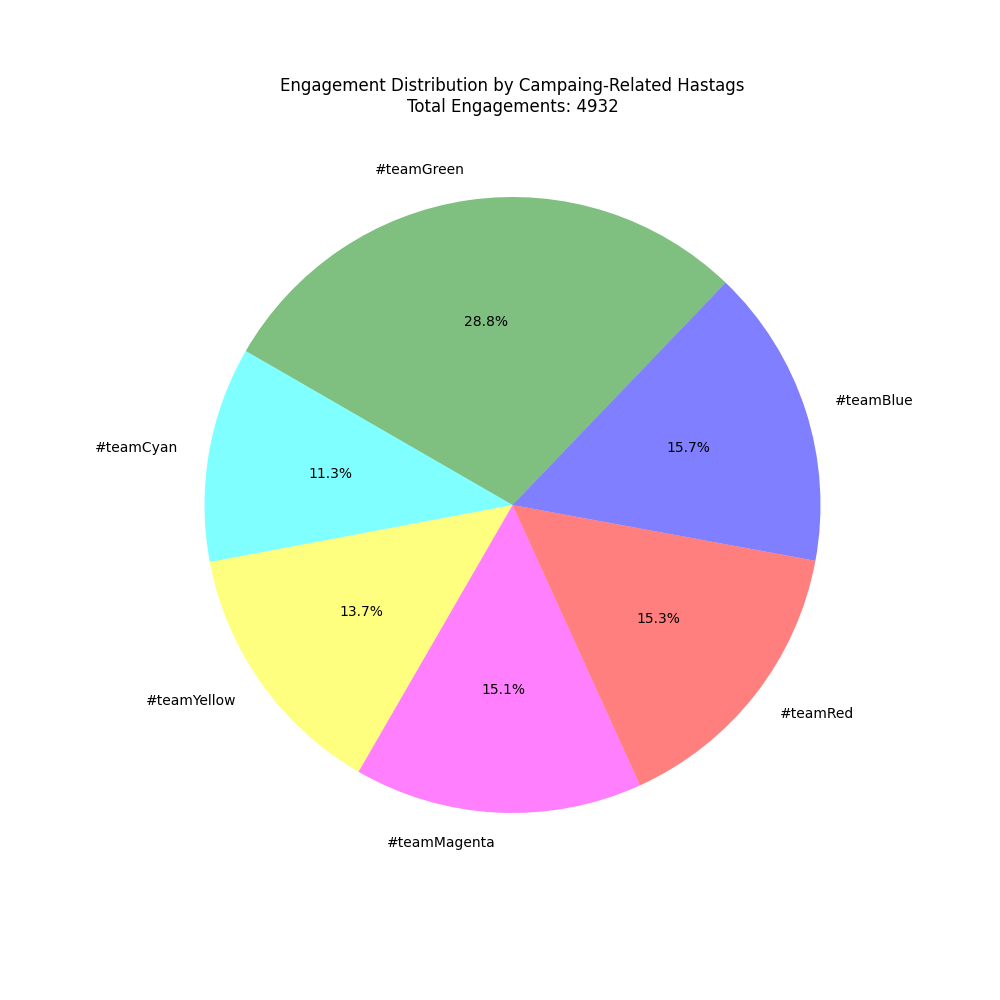 Engagement Distribution by Campaing-Related Hastags
Total Engagements: 4932
#teamGreen
28.8%
#teamBlue
15.7%
#teamCyan
11.3%
13.7%
15.3%
#teamYellow
15.1%
#teamRed
#teamMagenta